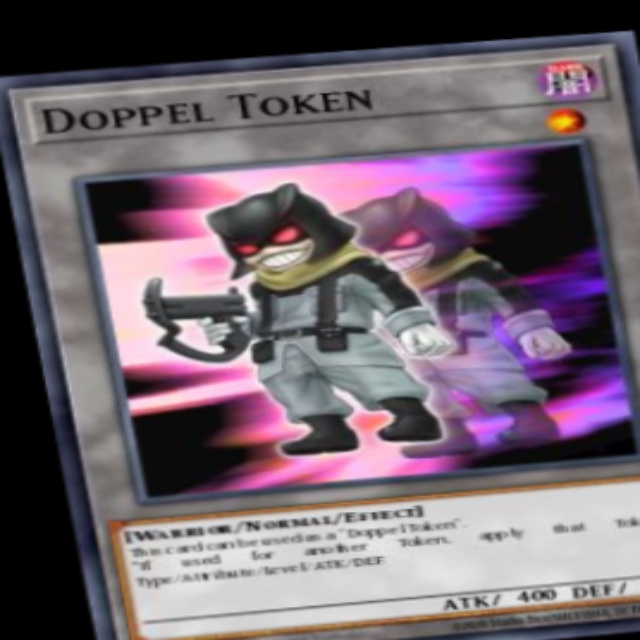 DOPPEL TOKEN
DARK
[WARRIOR/NORMAL/EFFECT]
This card can be used as a "Doppel Token".
*If used for another Token, apply that
Type/Attribute/Level/ATK/DEF.
ATK/ 400 DEF/